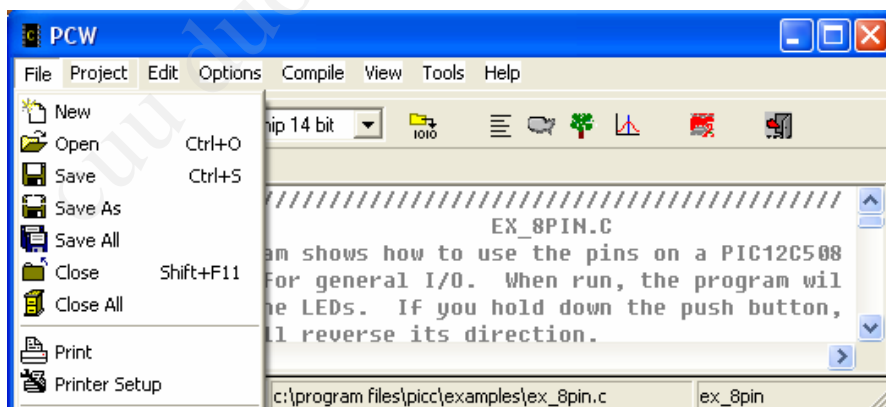 PCW
File Project Edit Options Compile View Tools Help
New
Open Ctrl+O
Save Ctrl+S
Save As
Save All
Close Shift+F11
Close All
Print
Printer Setup
hip 14 bit
1010
////////////////////////////////////////////
EX_8PIN.C
am shows how to use the pins on a PIC12C508
For general I/O. When run, the program wil
he LEDs. If you hold down the push button,
ll reverse its direction.
c:\program files\picc\examples\ex_8pin.c ex_8pin
cuu duo